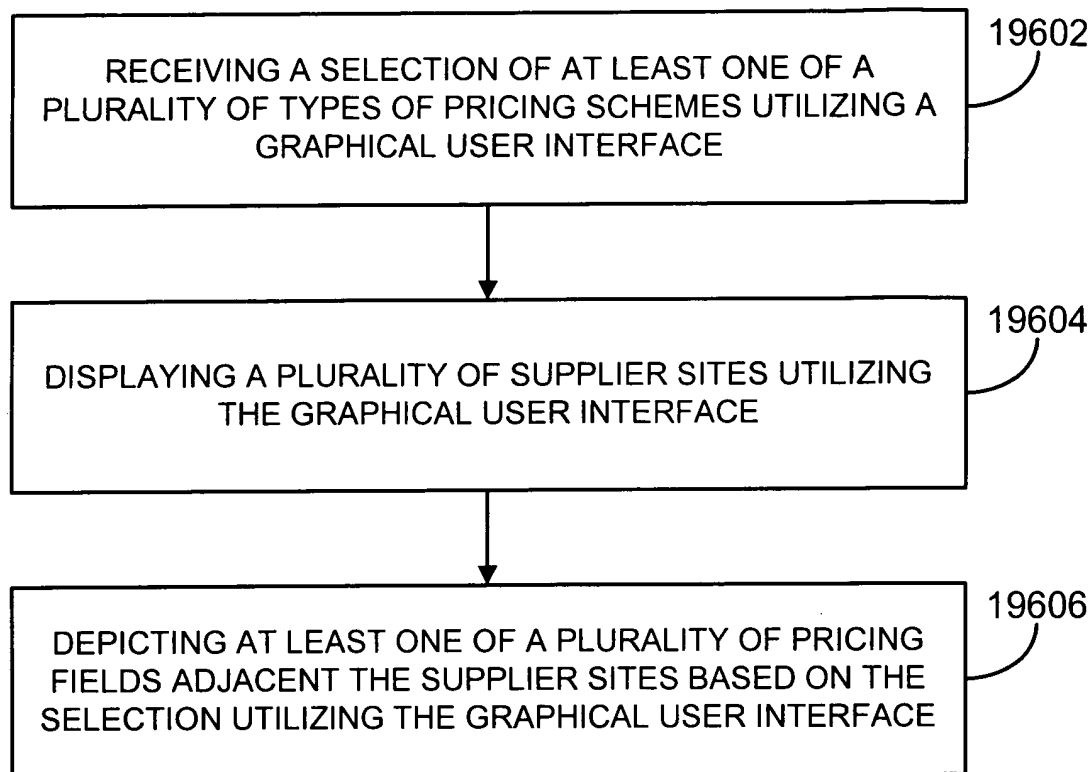 19602
RECEIVING A SELECTION OF AT LEAST ONE OF A
PLURALITY OF TYPES OF PRICING SCHEMES UTILIZING A
GRAPHICAL USER INTERFACE
19604
DISPLAYING A PLURALITY OF SUPPLIER SITES UTILIZING
THE GRAPHICAL USER INTERFACE
19606
DEPICTING AT LEAST ONE OF A PLURALITY OF PRICING
FIELDS ADJACENT THE SUPPLIER SITES BASED ON THE
SELECTION UTILIZING THE GRAPHICAL USER INTERFACE